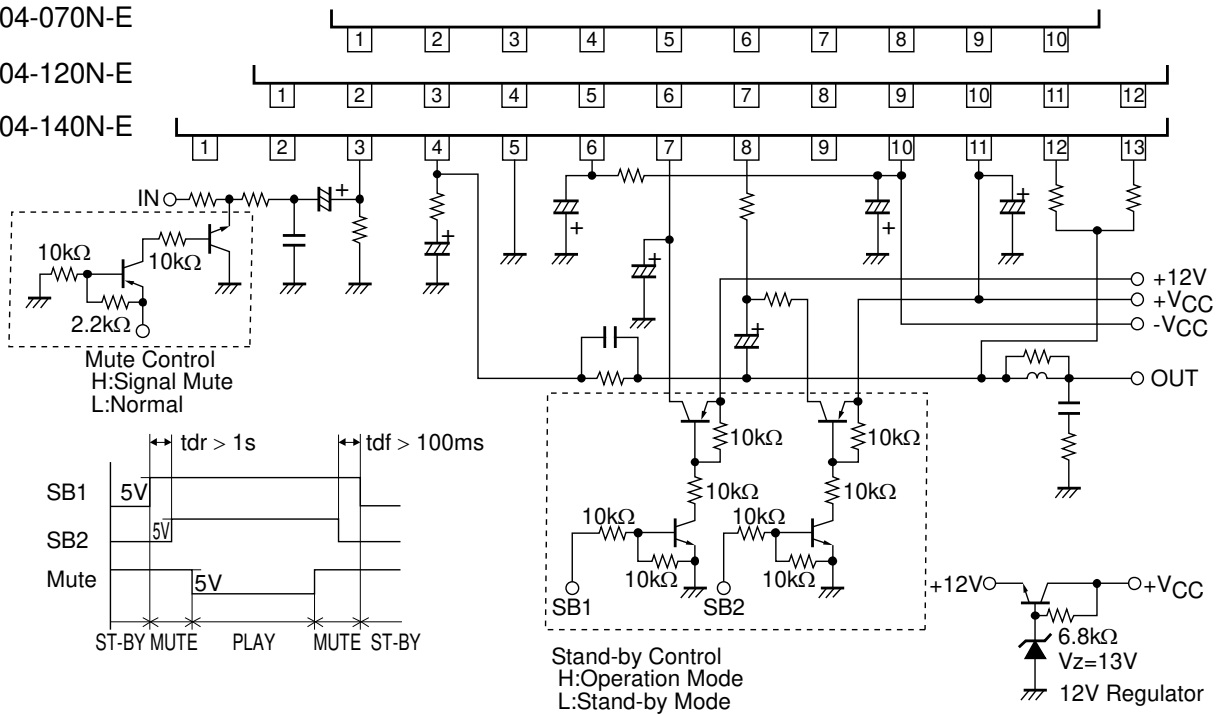 04-070N-E
1 2 3 4 5 6 7 8 9 10
04-120N-E
1 2 3 4 5 6 7 8 9 10 11 12
04-140N-E
1 2 3 4 5 6 7 8 9 10 11 12 13
IN
+
+
+
+
+
+
+
+
10kΩ
10kΩ
2.2kΩ
Mute Control
H:Signal Mute
L:Normal
+12V
+VCC
-VCC
OUT
10kΩ
10kΩ
10kΩ
10kΩ
10kΩ
10kΩ
10kΩ
10kΩ
SB1
SB2
Stand-by Control
H:Operation Mode
L:Stand-by Mode
tdr > 1s
tdf > 100ms
SB1
5V
SB2
5V
Mute
5V
ST-BY MUTE PLAY MUTE ST-BY
+12V
+VCC
6.8kΩ
Vz=13V
12V Regulator